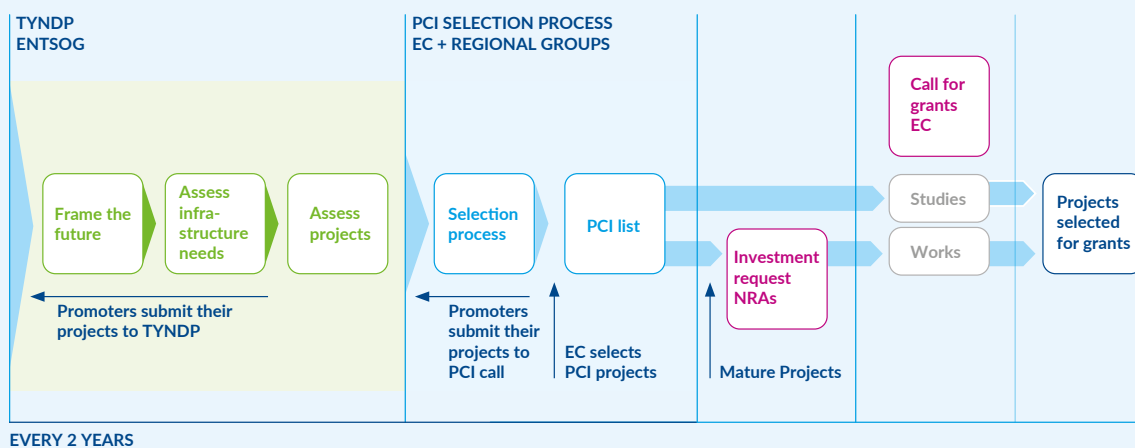 TYNDP
ENTSOG
PCI SELECTION PROCESS
EC + REGIONAL GROUPS
Call for
grants
EC
Frame the
future
Assess
infra-
structure
needs
Assess
projects
Selection
process
PCI list
Investment
request
NRAs
Studies
Works
Projects
selected
for grants
Promoters submit their
projects to TYNDP
Promoters
submit their
projects to
PCI call
EC selects
PCI projects
Mature Projects
EVERY 2 YEARS